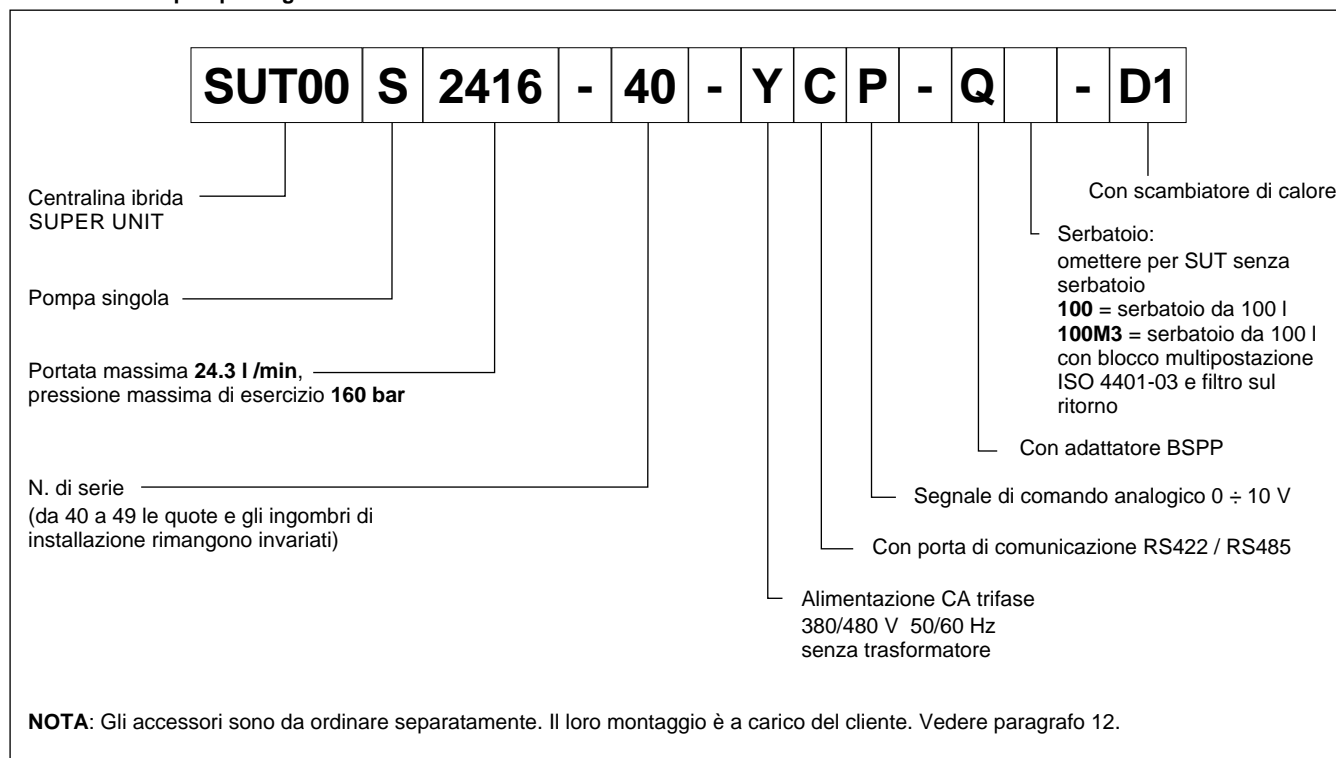 SUT00 S 2416 - 40 - Y C P - Q - D1
Centralina ibrida
SUPER UNIT
Pompa singola
Portata massima 24.3 l /min,
pressione massima di esercizio 160 bar
N. di serie
(da 40 a 49 le quote e gli ingombri di
installazione rimangono invariati)
Con scambiatore di calore
Serbatoio:
omettere per SUT senza
serbatoio
100 = serbatoio da 100 l
100M3 = serbatoio da 100 l
con blocco multipostazione
ISO 4401-03 e filtro sul
ritorno
Con adattatore BSPP
Segnale di comando analogico 0 ÷ 10 V
Con porta di comunicazione RS422 / RS485
Alimentazione CA trifase
380/480 V 50/60 Hz
senza trasformatore
NOTA: Gli accessori sono da ordinare separatamente. Il loro montaggio è a carico del cliente. Vedere paragrafo 12.